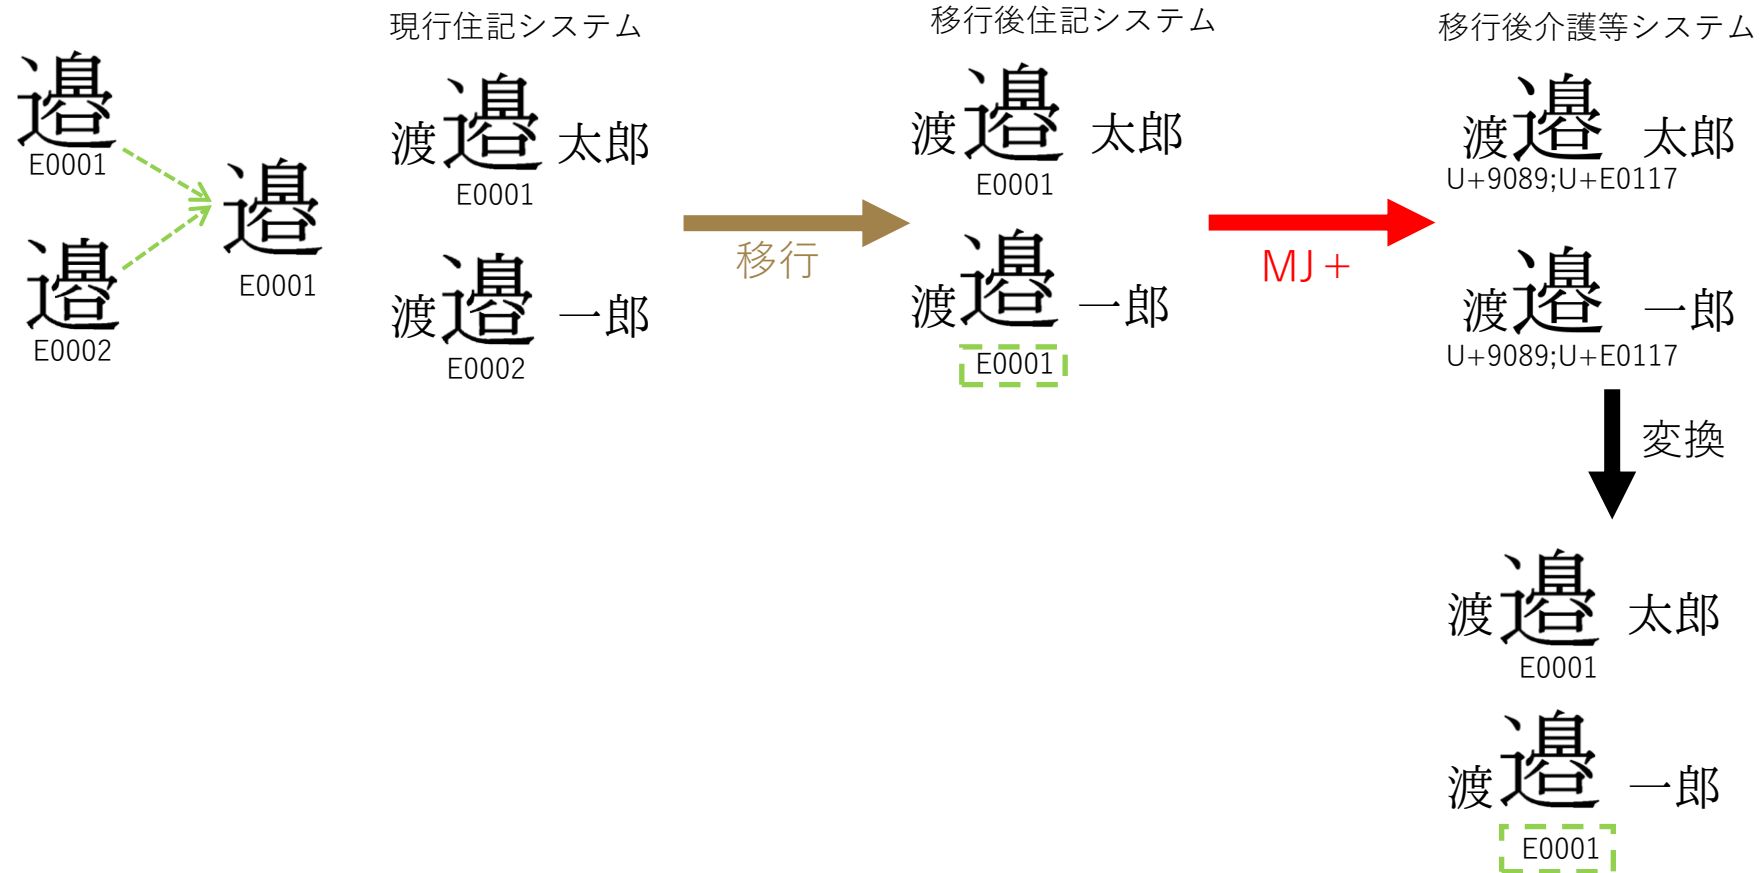 現行住記システム
移行後住記システム
移行後介護等システム
邉
E0001
邉
E0002
邉
E0001
渡邉 太郎
E0001
渡邉 一郎
E0002
移行
渡邉 太郎
E0001
渡邉 一郎
E0001
MJ+
渡邉 太郎
U+9089;U+E0117
渡邉 一郎
U+9089;U+E0117
変換
渡邉 太郎
E0001
渡邉 一郎
E0001